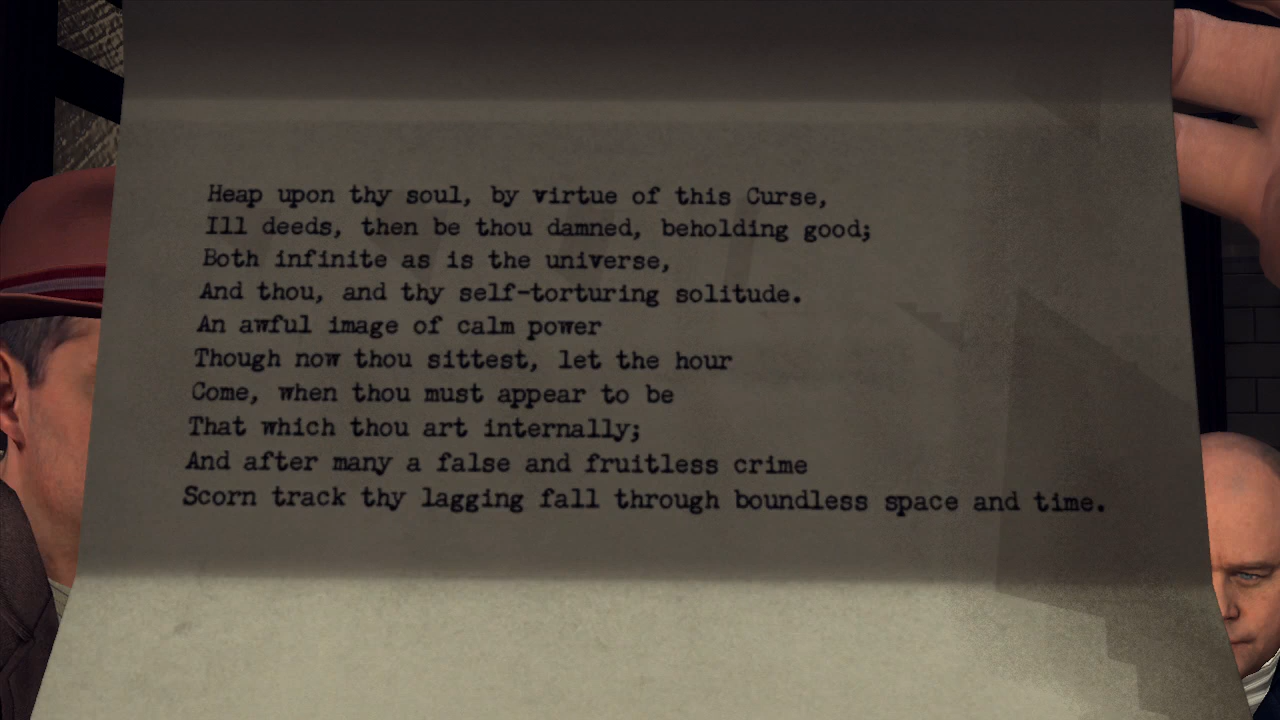 Heap upon thy soul, by virtue of this Curse,
Ill deeds, then be thou damned, beholding good;
Both infinite as is the universe,
And thou, and thy self-torturing solitude.
An awful image of calm power
Though now thou sittest, let the hour
Come, when thou must appear to be
That which thou art internally;
And after many a false and fruitless crime
Scorn track thy lagging fall through boundless space and time.